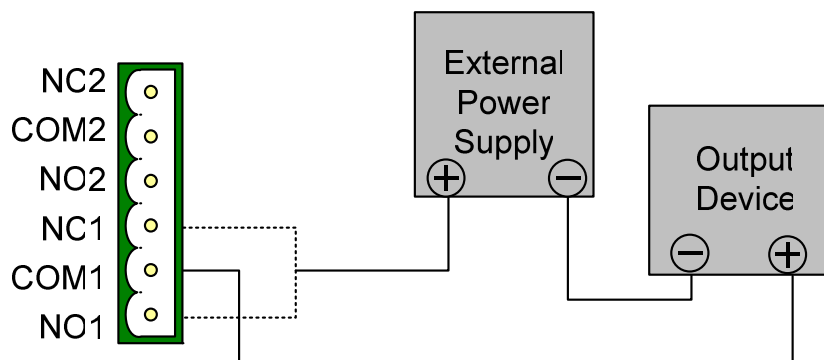 NC2
COM2
NO2
NC1
COM1
NO1
External
Power
Supply
+
−
Output
Device
−
+